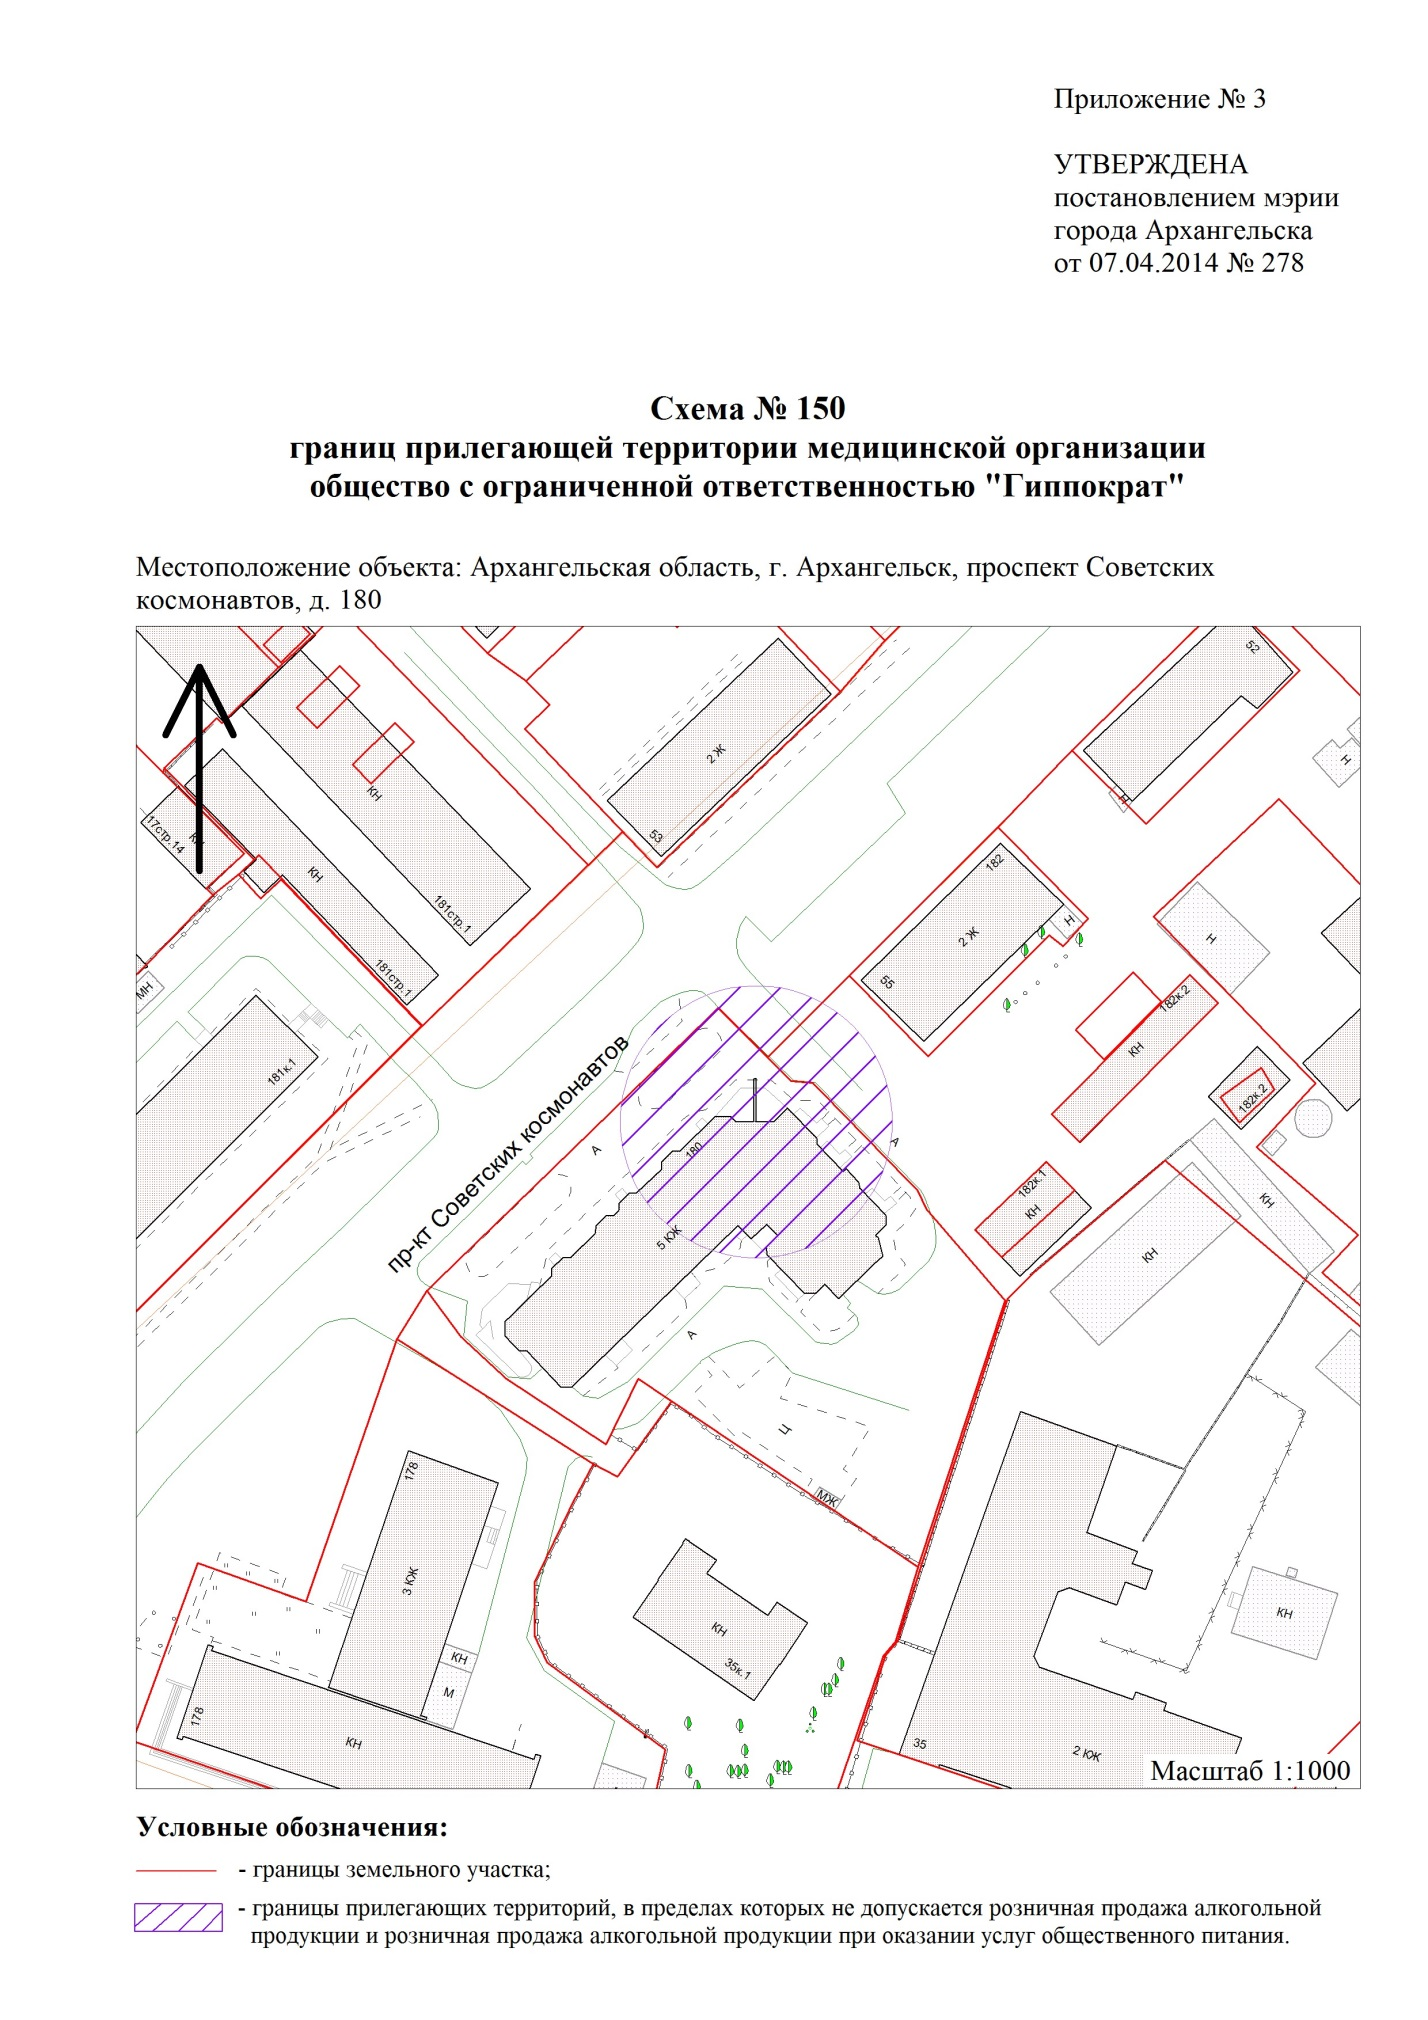 Приложение № 3
УТВЕРЖДЕНА
постановлением мэрии
города Архангельска
от 07.04.2014 № 278
Схема № 150
границ прилегающей территории медицинской организации
общество с ограниченной ответственностью "Гиппократ"
Местоположение объекта: Архангельская область, г. Архангельск, проспект Советских
космонавтов, д. 180
52
2 Ж
Н
КН
53
Н
17стр.14
КН
181стр.1
182
Н
2 Ж
Н
181стр.1
55
МН
182к.2
пр-кт Советских космонавтов
КН
181к.1
182к.2
А
180
А
182к.1
КН
КН
5 КЖ
КН
А
Ц
178
МЖ
3 КЖ
КН
КН
35к.1
КН
М
178
КН
35
2 КЖ
Масштаб 1:1000
Условные обозначения:
- границы земельного участка;
- границы прилегающих территорий, в пределах которых не допускается розничная продажа алкогольной
продукции и розничная продажа алкогольной продукции при оказании услуг общественного питания.